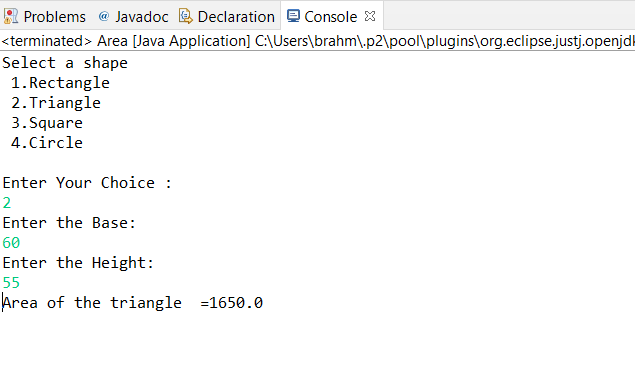 Problems @ Javadoc Declaration Console
<terminated> Area [Java Application] C:\Users\brahm\.p2\pool\plugins\org.eclipse.justj.openjdk
Select a shape
 1.Rectangle
 2.Triangle
 3.Square
 4.Circle
Enter Your Choice :
2
Enter the Base:
60
Enter the Height:
55
Area of the triangle  =1650.0